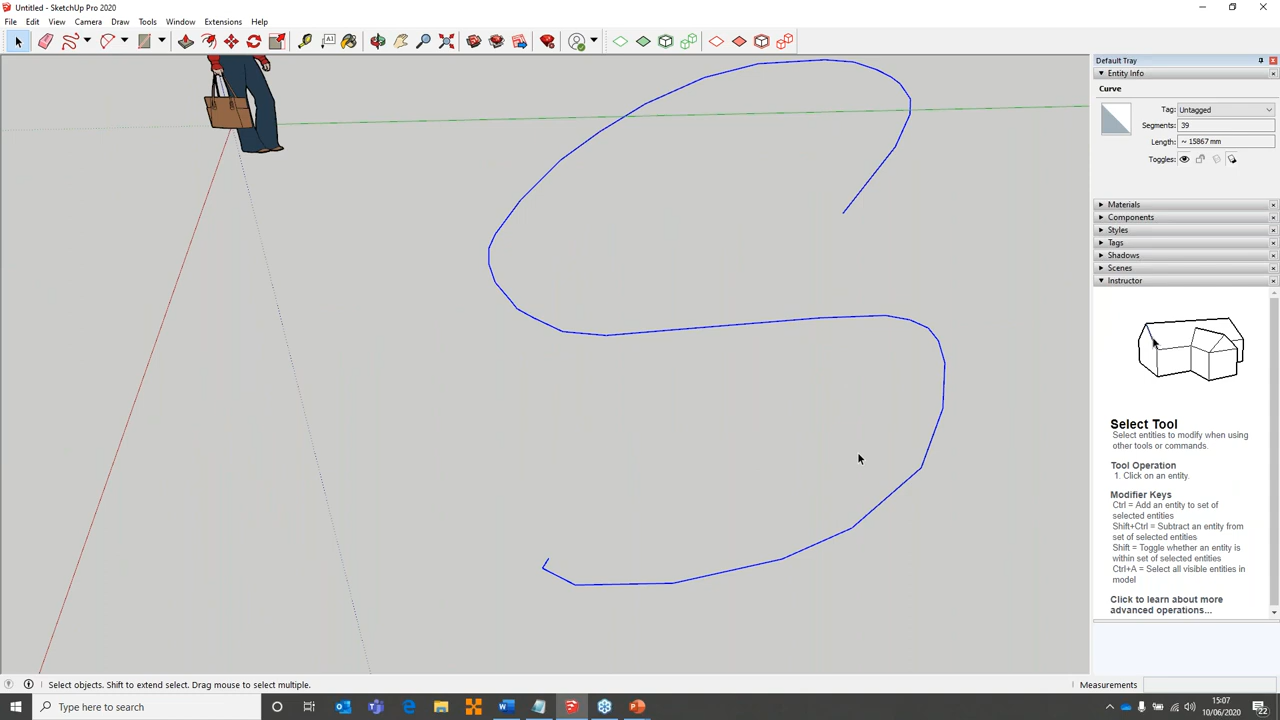 Untitled - SketchUp Pro 2020
File Edit View Camera Draw Tools Window Extensions Help
Default Tray
Entity Info
Curve
Tag: Untagged
Segments: 39
Length: ~ 15867 mm
Toggles:
Materials
Components
Styles
Tags
Shadows
Scenes
Instructor
Select Tool
Select entities to modify when using
other tools or commands.
Tool Operation
1. Click on an entity.
Modifier Keys
Ctrl = Add an entity to set of
selected entities
Shift+Ctrl = Subtract an entity from
set of selected entities
Shift = Toggle whether an entity is
within set of selected entities
Ctrl+A = Select all visible entities in
model
Click to learn about more
advanced operations...
Select objects. Shift to extend select. Drag mouse to select multiple.
Measurements
Type here to search
15:07
10/06/2020